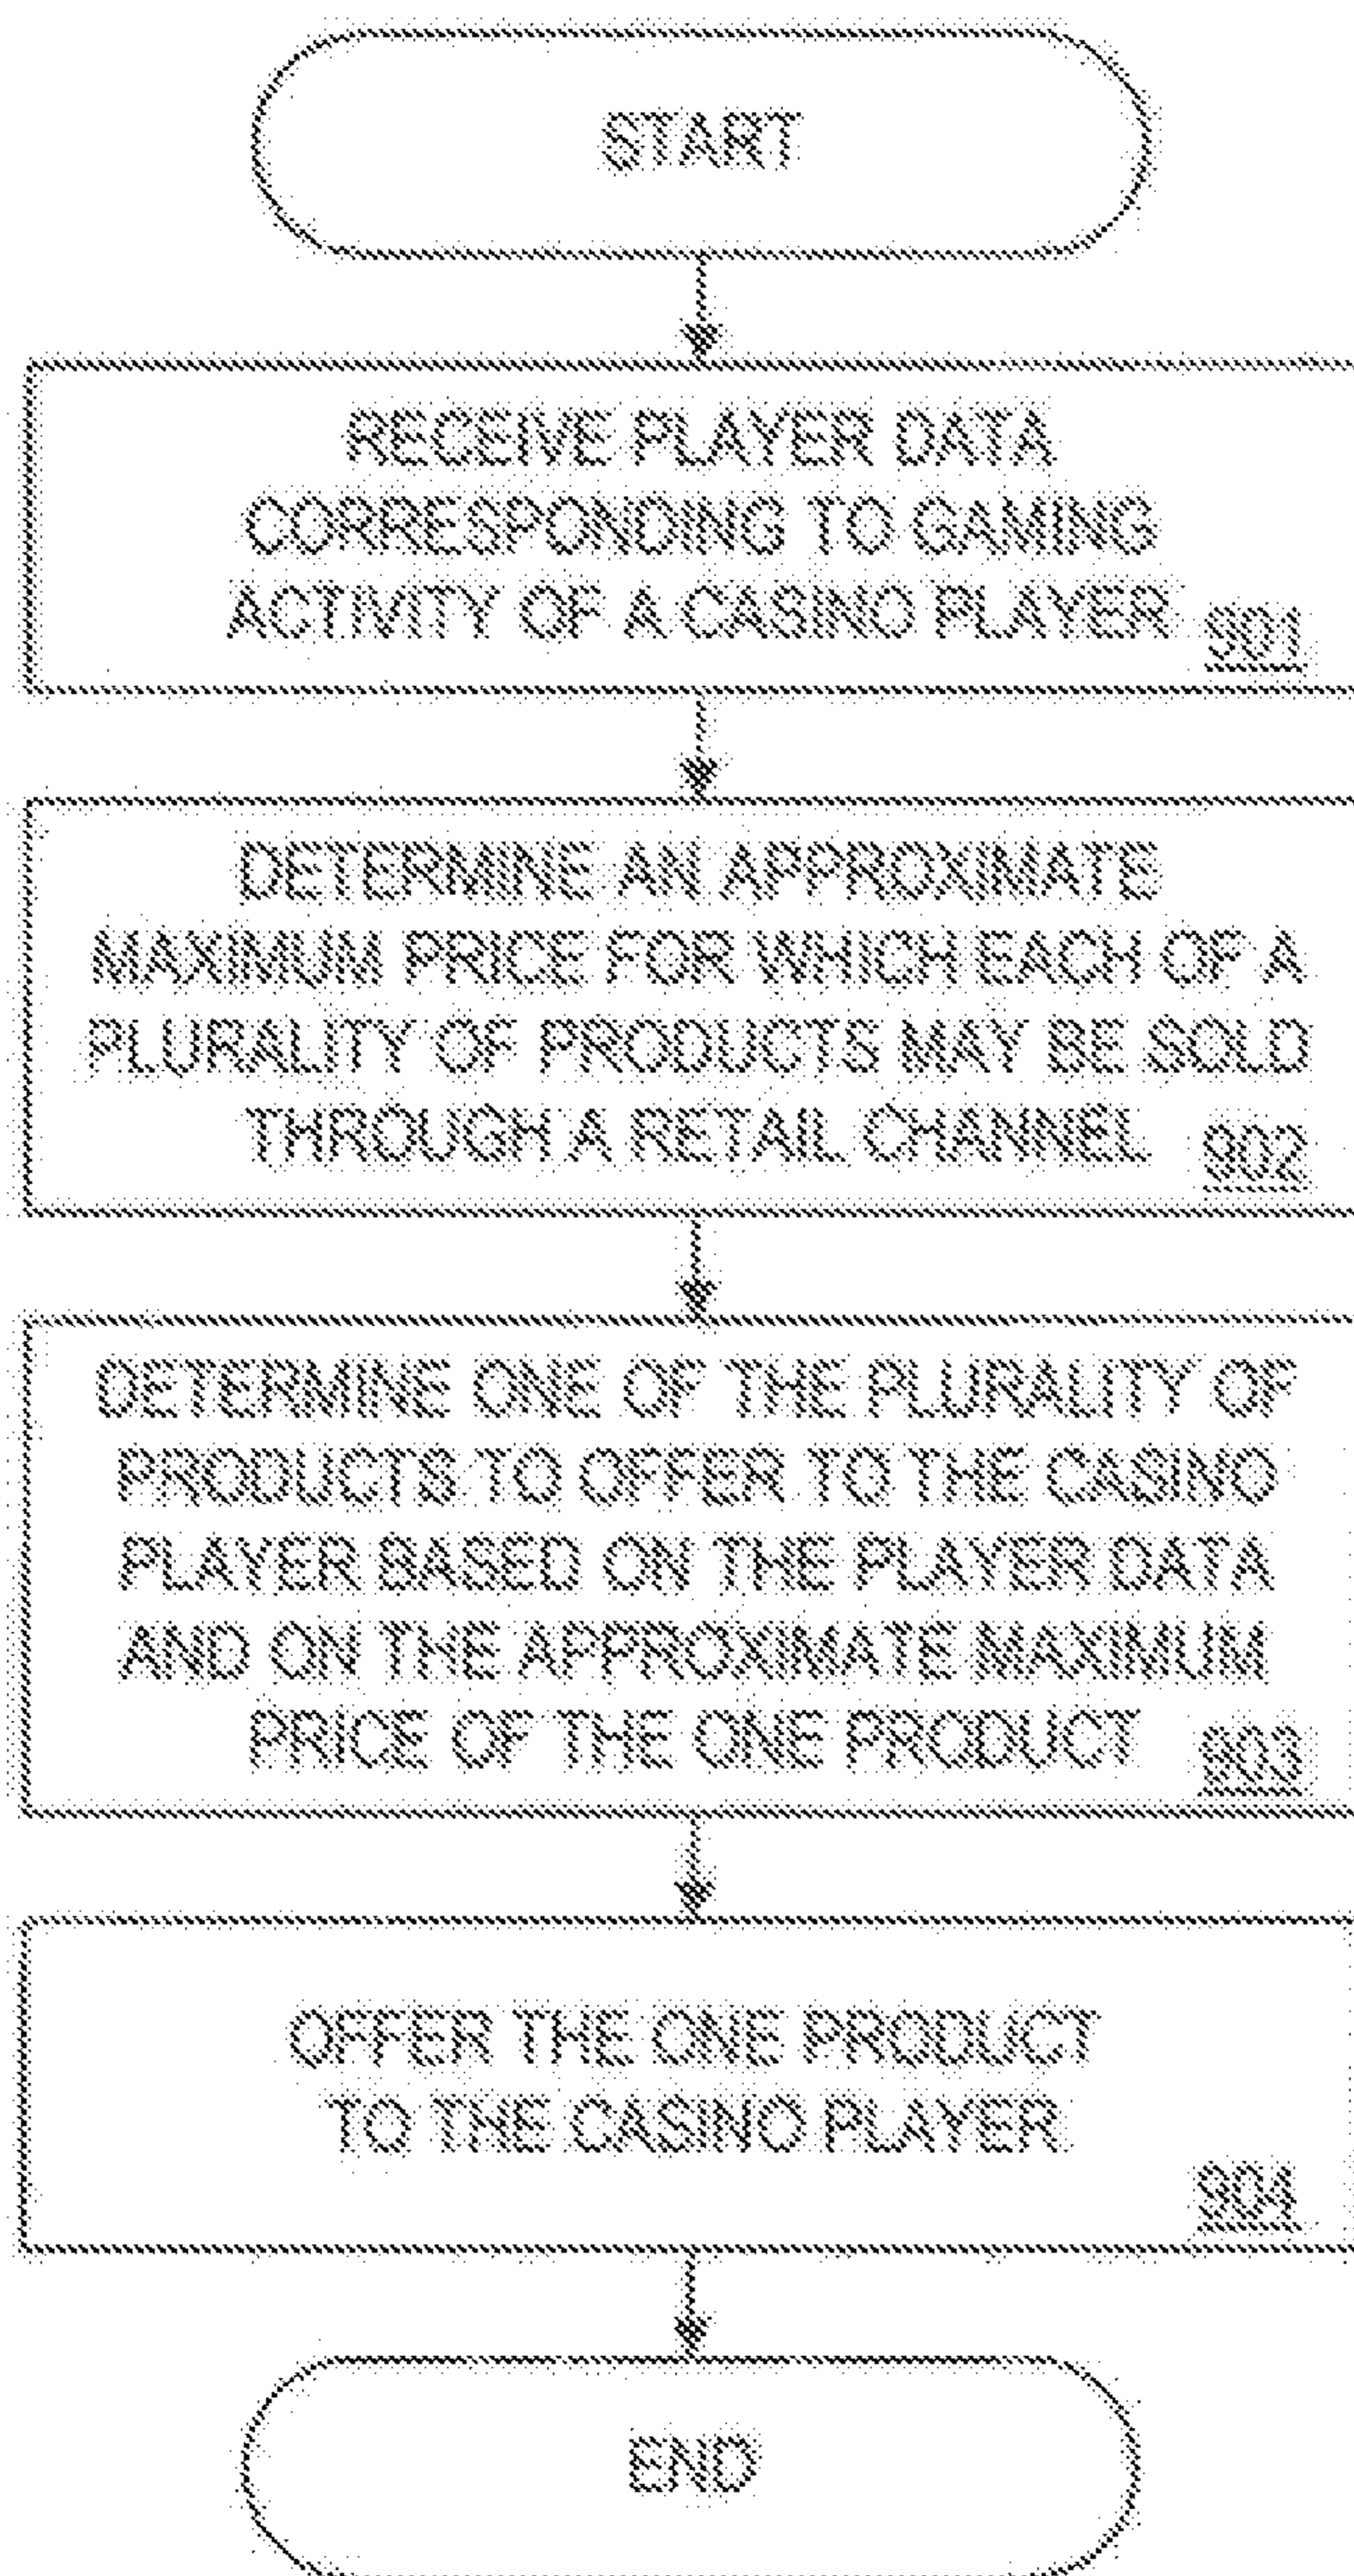 START
RECEIVE PLAYER DATA
CORRESPONDING TO GAMING
ACTIVITY OF A CASINO PLAYER 901
DETERMINE AN APPROXIMATE
MAXIMUM PRICE FOR WHICH EACH OF A
PLURALITY OF PRODUCTS MAY BE SOLD
THROUGH A RETAIL CHANNEL 902
DETERMINE ONE OF THE PLURALITY OF
PRODUCTS TO OFFER TO THE CASINO
PLAYER BASED ON THE PLAYER DATA
AND ON THE APPROXIMATE MAXIMUM
PRICE OF THE ONE PRODUCT 903
OFFER THE ONE PRODUCT
TO THE CASINO PLAYER
904
END